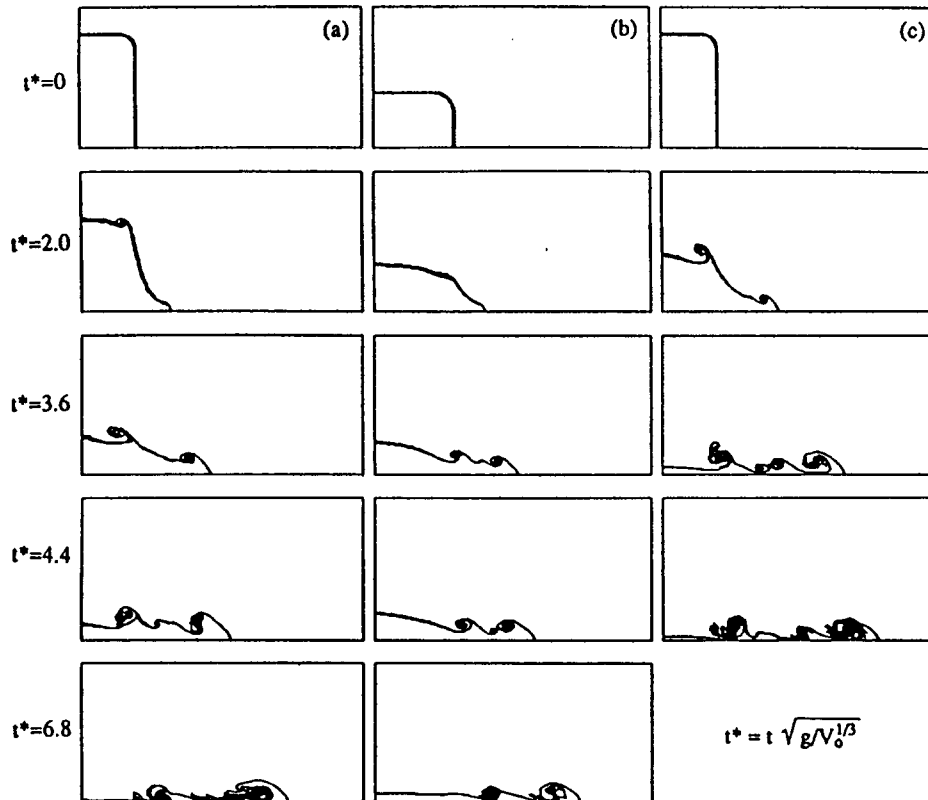 (a)
(b)
(c)
t*=0
t*=2.0
t*=3.6
t*=4.4
t*=6.8
t* = t √g/V₀^1/3